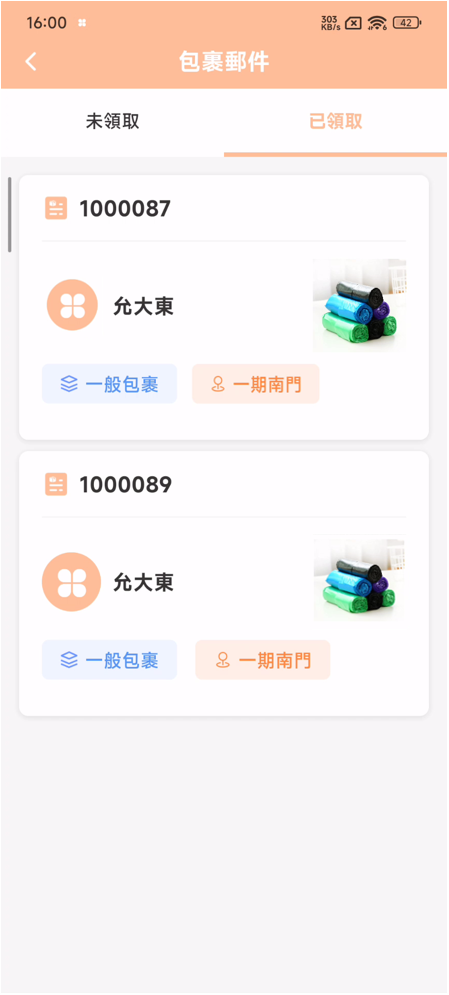 16:00 303 KB/s 42
包裹郵件
未領取 已領取
1000087
允大東
一般包裹 一期南門
1000089
允大東
一般包裹 一期南門